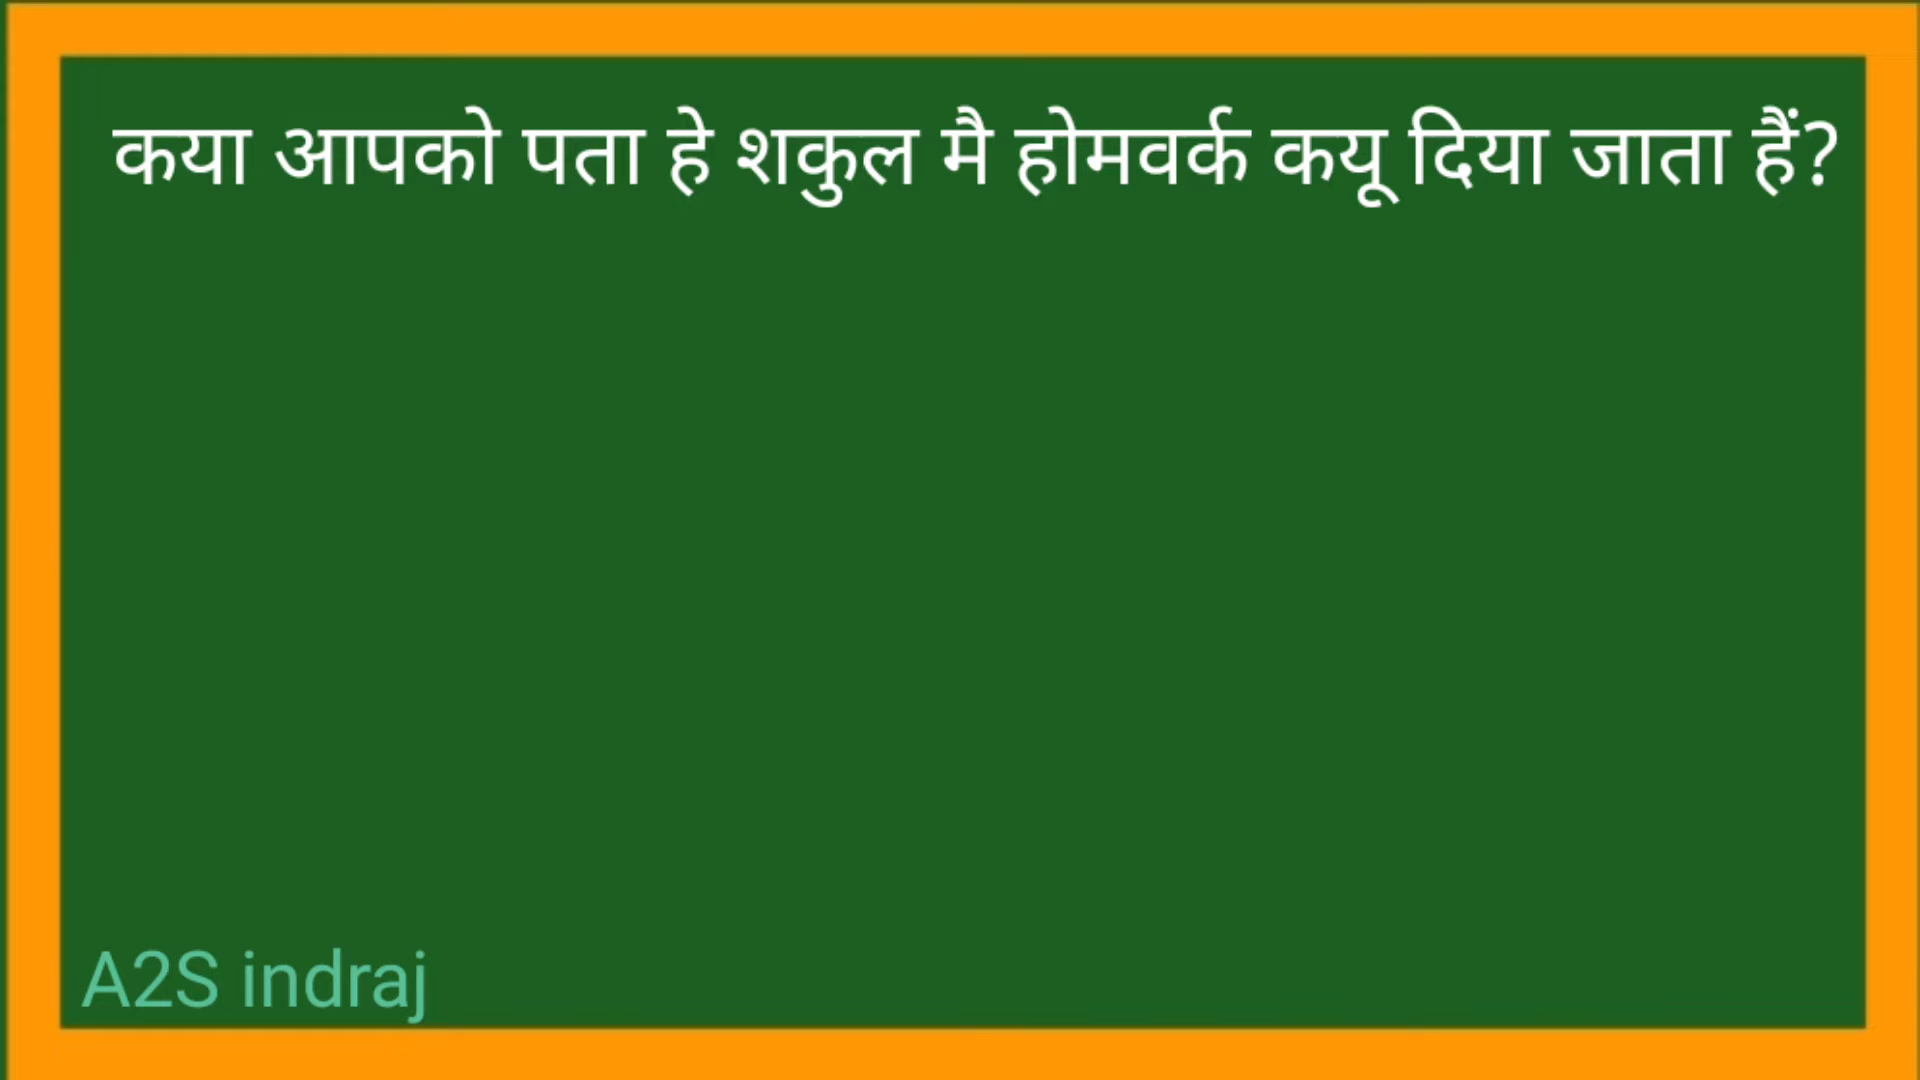 कया आपको पता हे शकुल मै होमवर्क कयू दिया जाता हैं?
A2S indraj